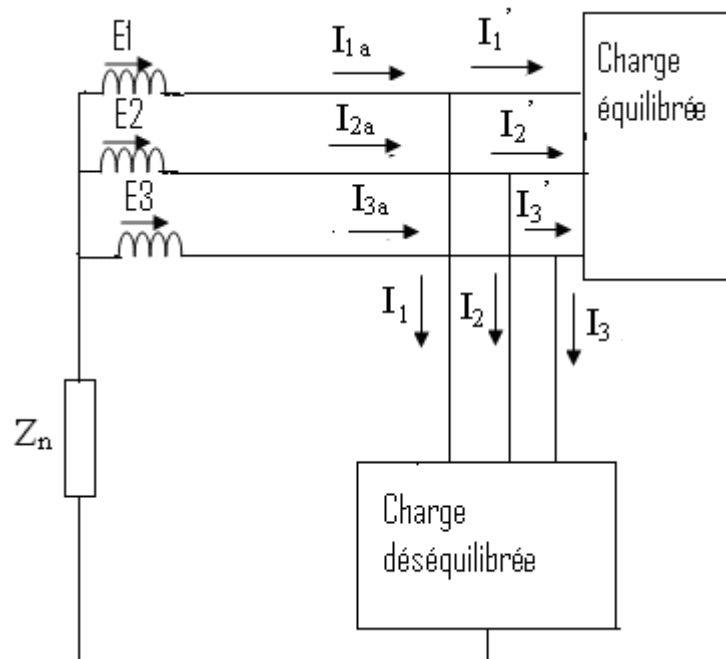 E1
I1a
I1'
Charge
équilibrée
E2
I2a
I2'
E3
I3a
I3'
I1
I2
I3
Zn
Charge
déséquilibrée